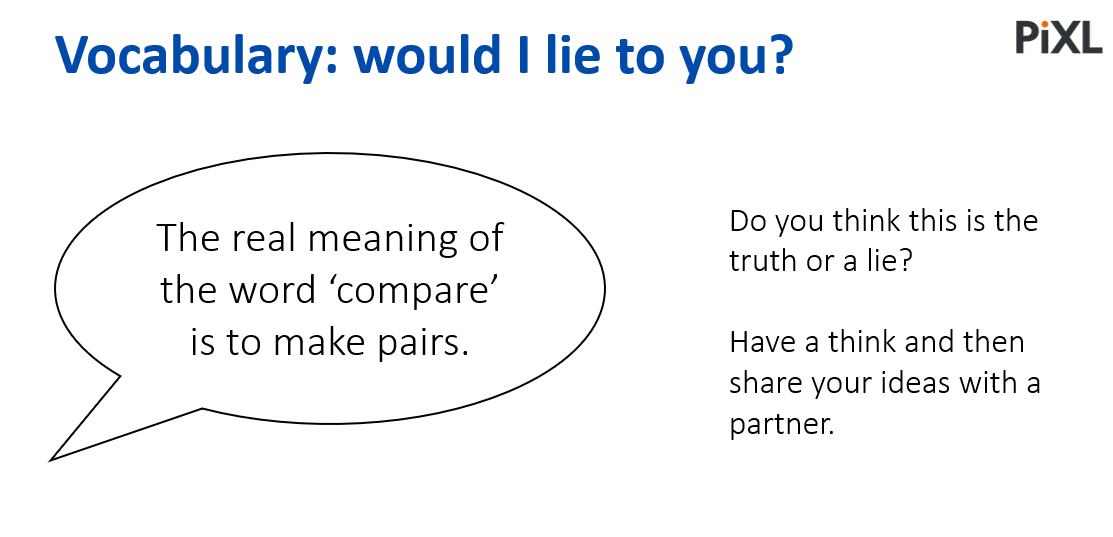 Vocabulary: would I lie to you?
PiXL
The real meaning of
the word ‘compare’
is to make pairs.
Do you think this is the
truth or a lie?
Have a think and then
share your ideas with a
partner.